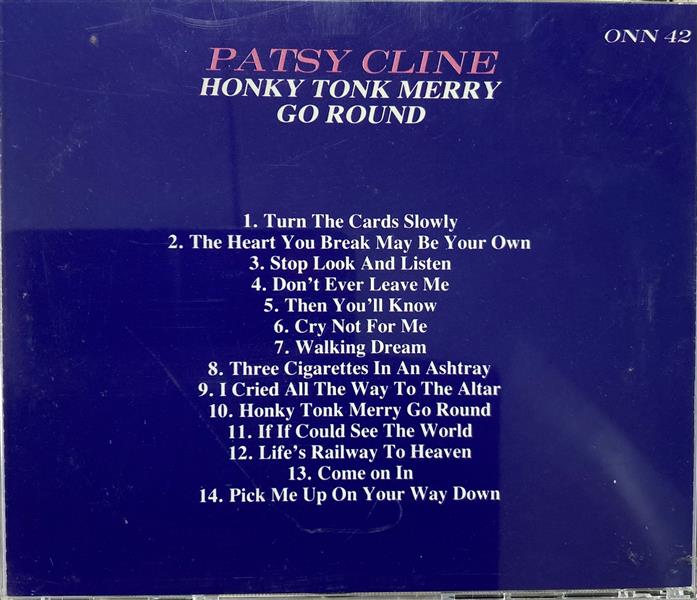 ONN 42
PATSY CLINE
HONKY TONK MERRY
GO ROUND
1. Turn The Cards Slowly
2. The Heart You Break May Be Your Own
3. Stop Look And Listen
4. Don't Ever Leave Me
5. Then You'll Know
6. Cry Not For Me
7. Walking Dream
8. Three Cigarettes In An Ashtray
9. I Cried All The Way To The Altar
10. Honky Tonk Merry Go Round
11. If If Could See The World
12. Life's Railway To Heaven
13. Come on In
14. Pick Me Up On Your Way Down